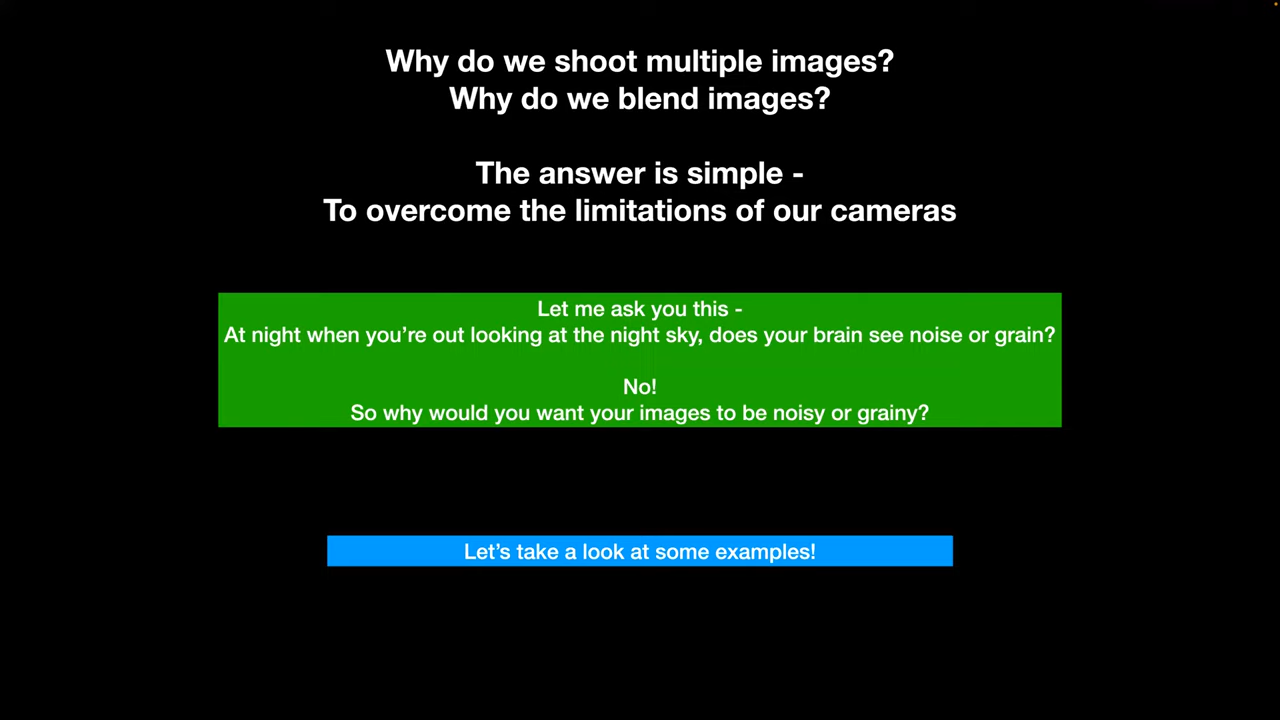 Why do we shoot multiple images?
Why do we blend images?
The answer is simple -
To overcome the limitations of our cameras
Let me ask you this -
At night when you’re out looking at the night sky, does your brain see noise or grain?
No!
So why would you want your images to be noisy or grainy?
Let’s take a look at some examples!